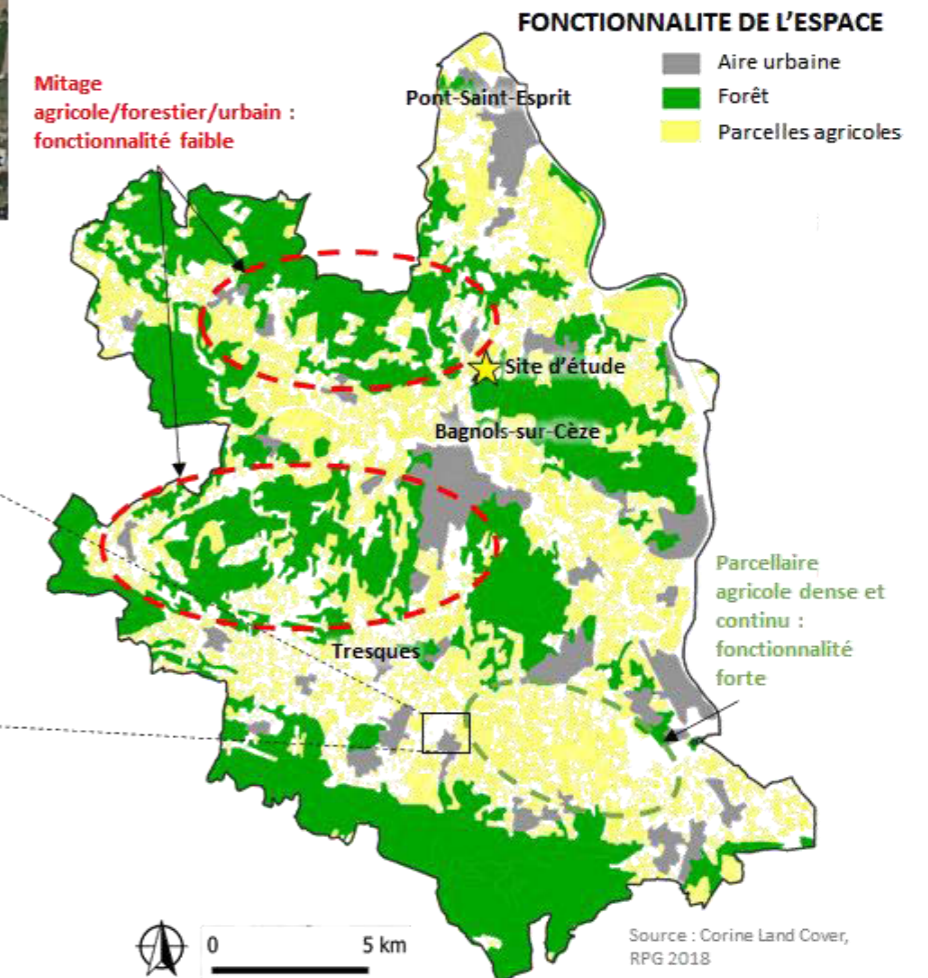 FONCTIONNALITE DE L'ESPACE
Aire urbaine
Forêt
Parcelles agricoles
Mitage
agricole/forestier/urbain :
fonctionnalité faible
Pont-Saint-Esprit
Site d'étude
Bagnols-sur-Cèze
Parcellaire
agricole dense et
continu :
fonctionnalité
forte
Tresques
0 5 km
Source : Corine Land Cover,
RPG 2018